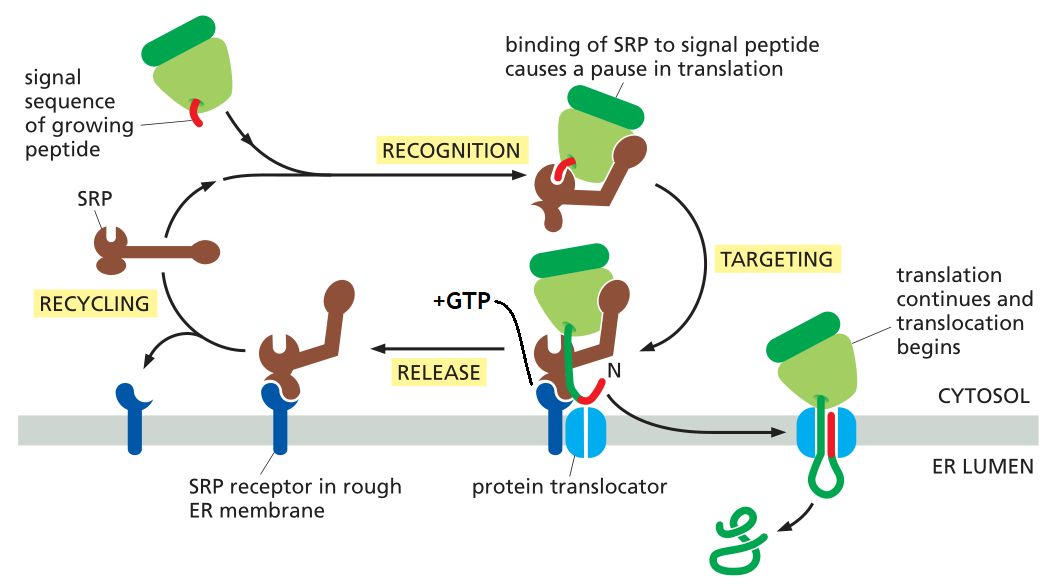 binding of SRP to signal peptide
causes a pause in translation
signal
sequence
of growing
peptide
RECOGNITION
SRP
TARGETING
RECYCLING
+GTP
translation
continues and
translocation
begins
RELEASE
N
CYTOSOL
ER LUMEN
SRP receptor in rough
ER membrane
protein translocator